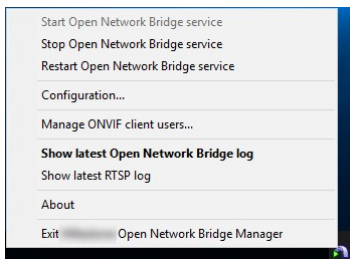 Start Open Network Bridge service
Stop Open Network Bridge service
Restart Open Network Bridge service
Configuration...
Manage ONVIF client users...
Show latest Open Network Bridge log
Show latest RTSP log
About
Exit Open Network Bridge Manager